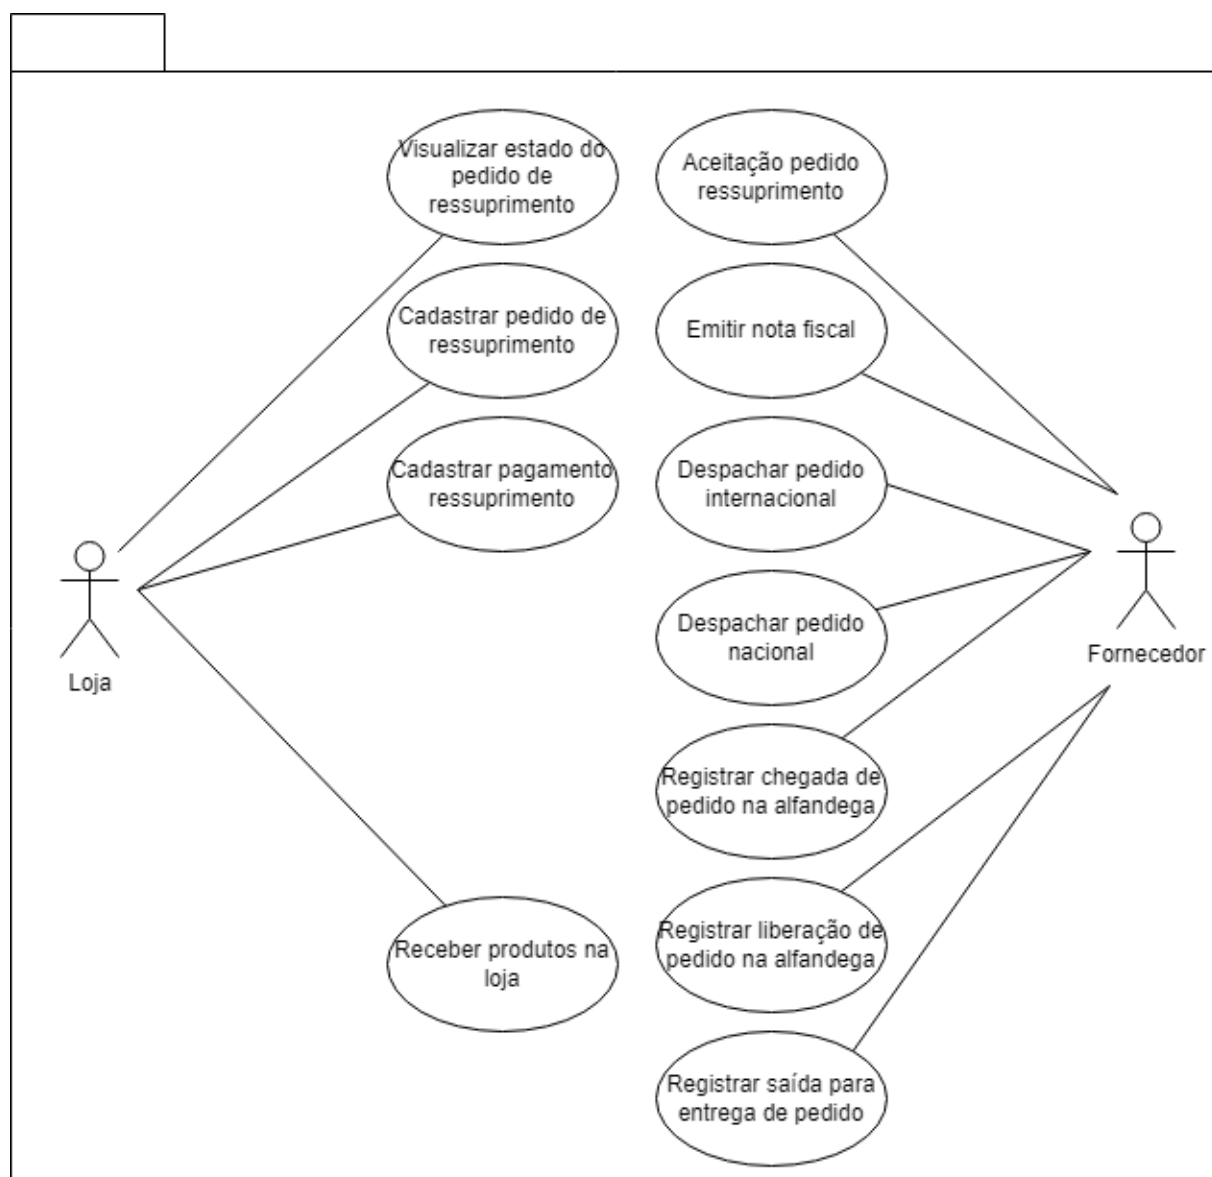 Visualizar estado do
pedido de
ressuprimento
Aceitação pedido
ressuprimento
Cadastrar pedido de
ressuprimento
Emitir nota fiscal
Cadastrar pagamento
ressuprimento
Despachar pedido
internacional
Despachar pedido
nacional
Loja
Fornecedor
Registrar chegada de
pedido na alfandega
Receber produtos na
loja
Registrar liberação de
pedido na alfandega
Registrar saída para
entrega de pedido